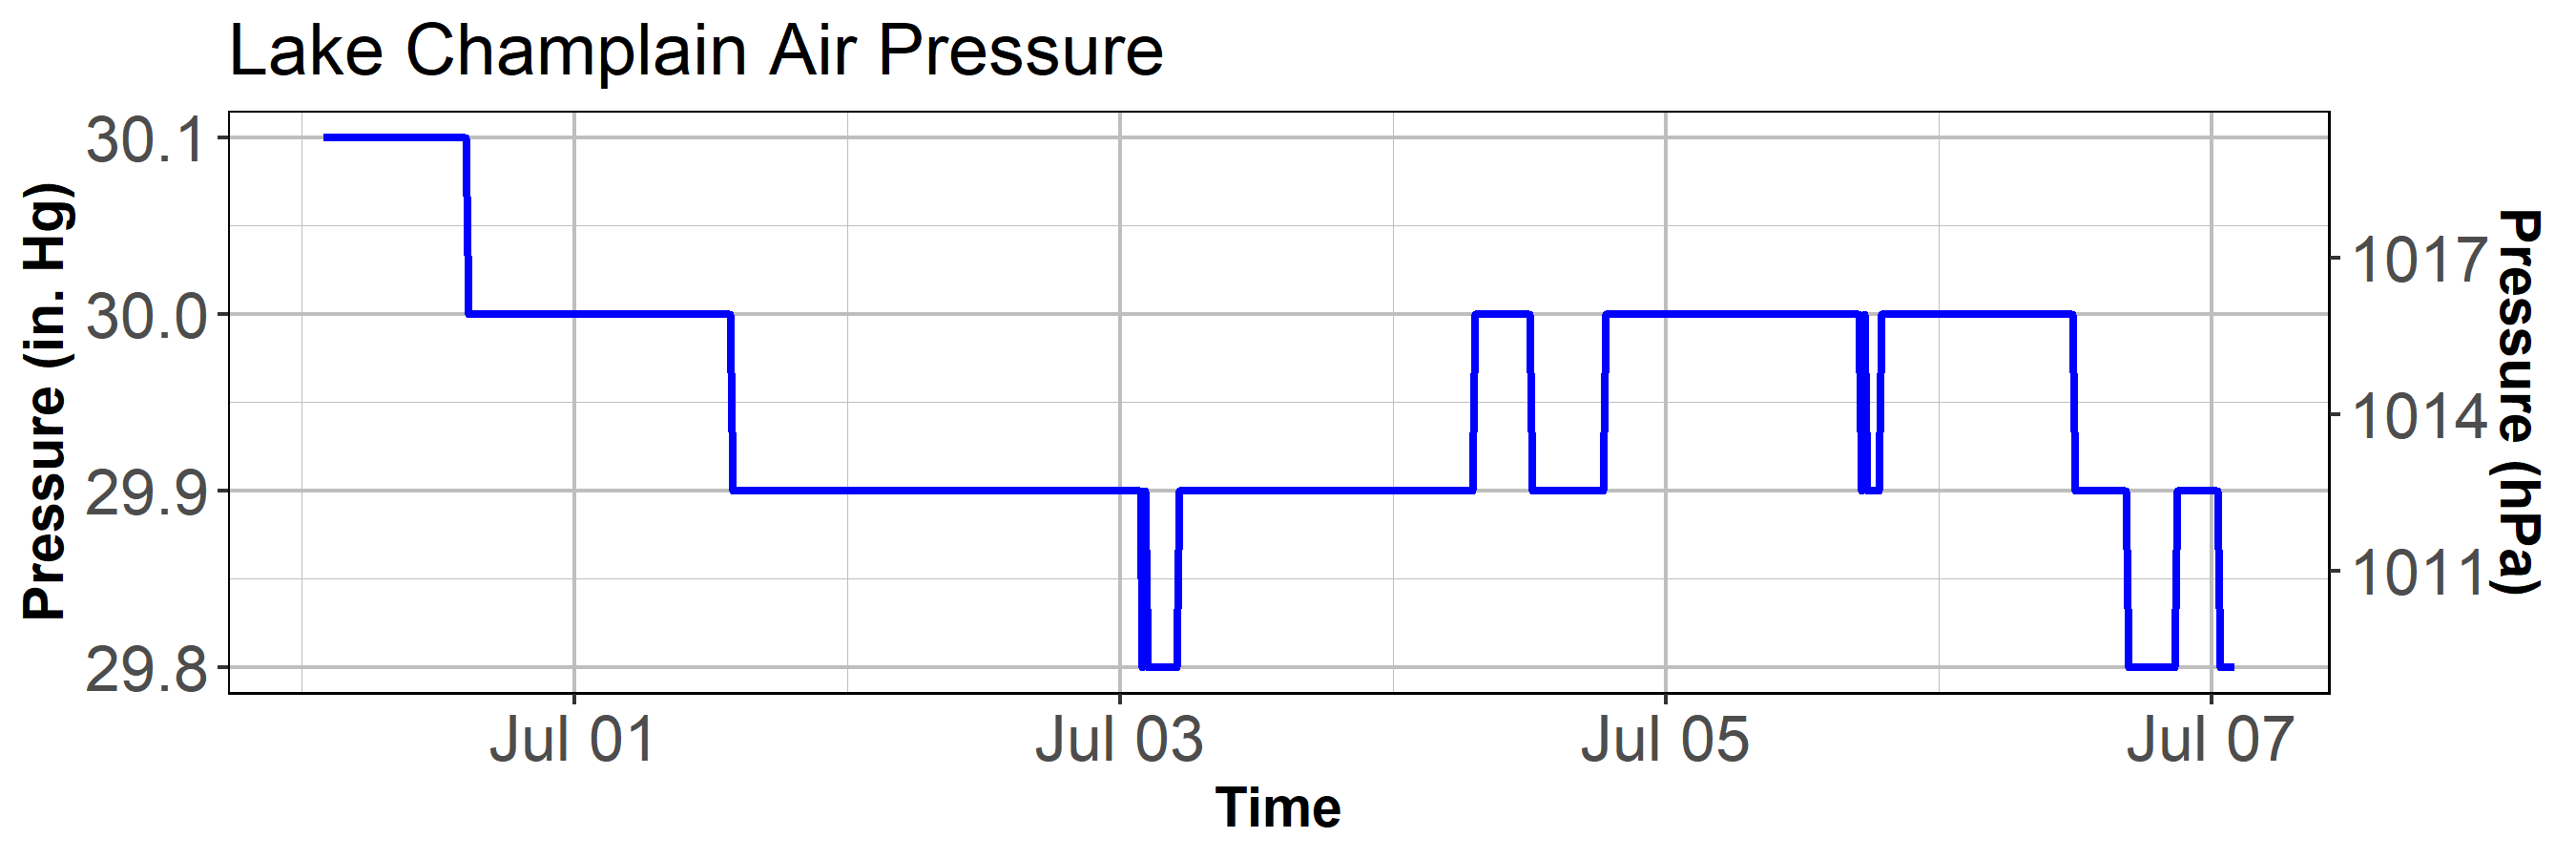 Lake Champlain Air Pressure
Pressure (in. Hg)
30.1
30.0
29.9
29.8
1017
1014
1011
Pressure (hPa)
Jul 01
Jul 03
Jul 05
Jul 07
Time